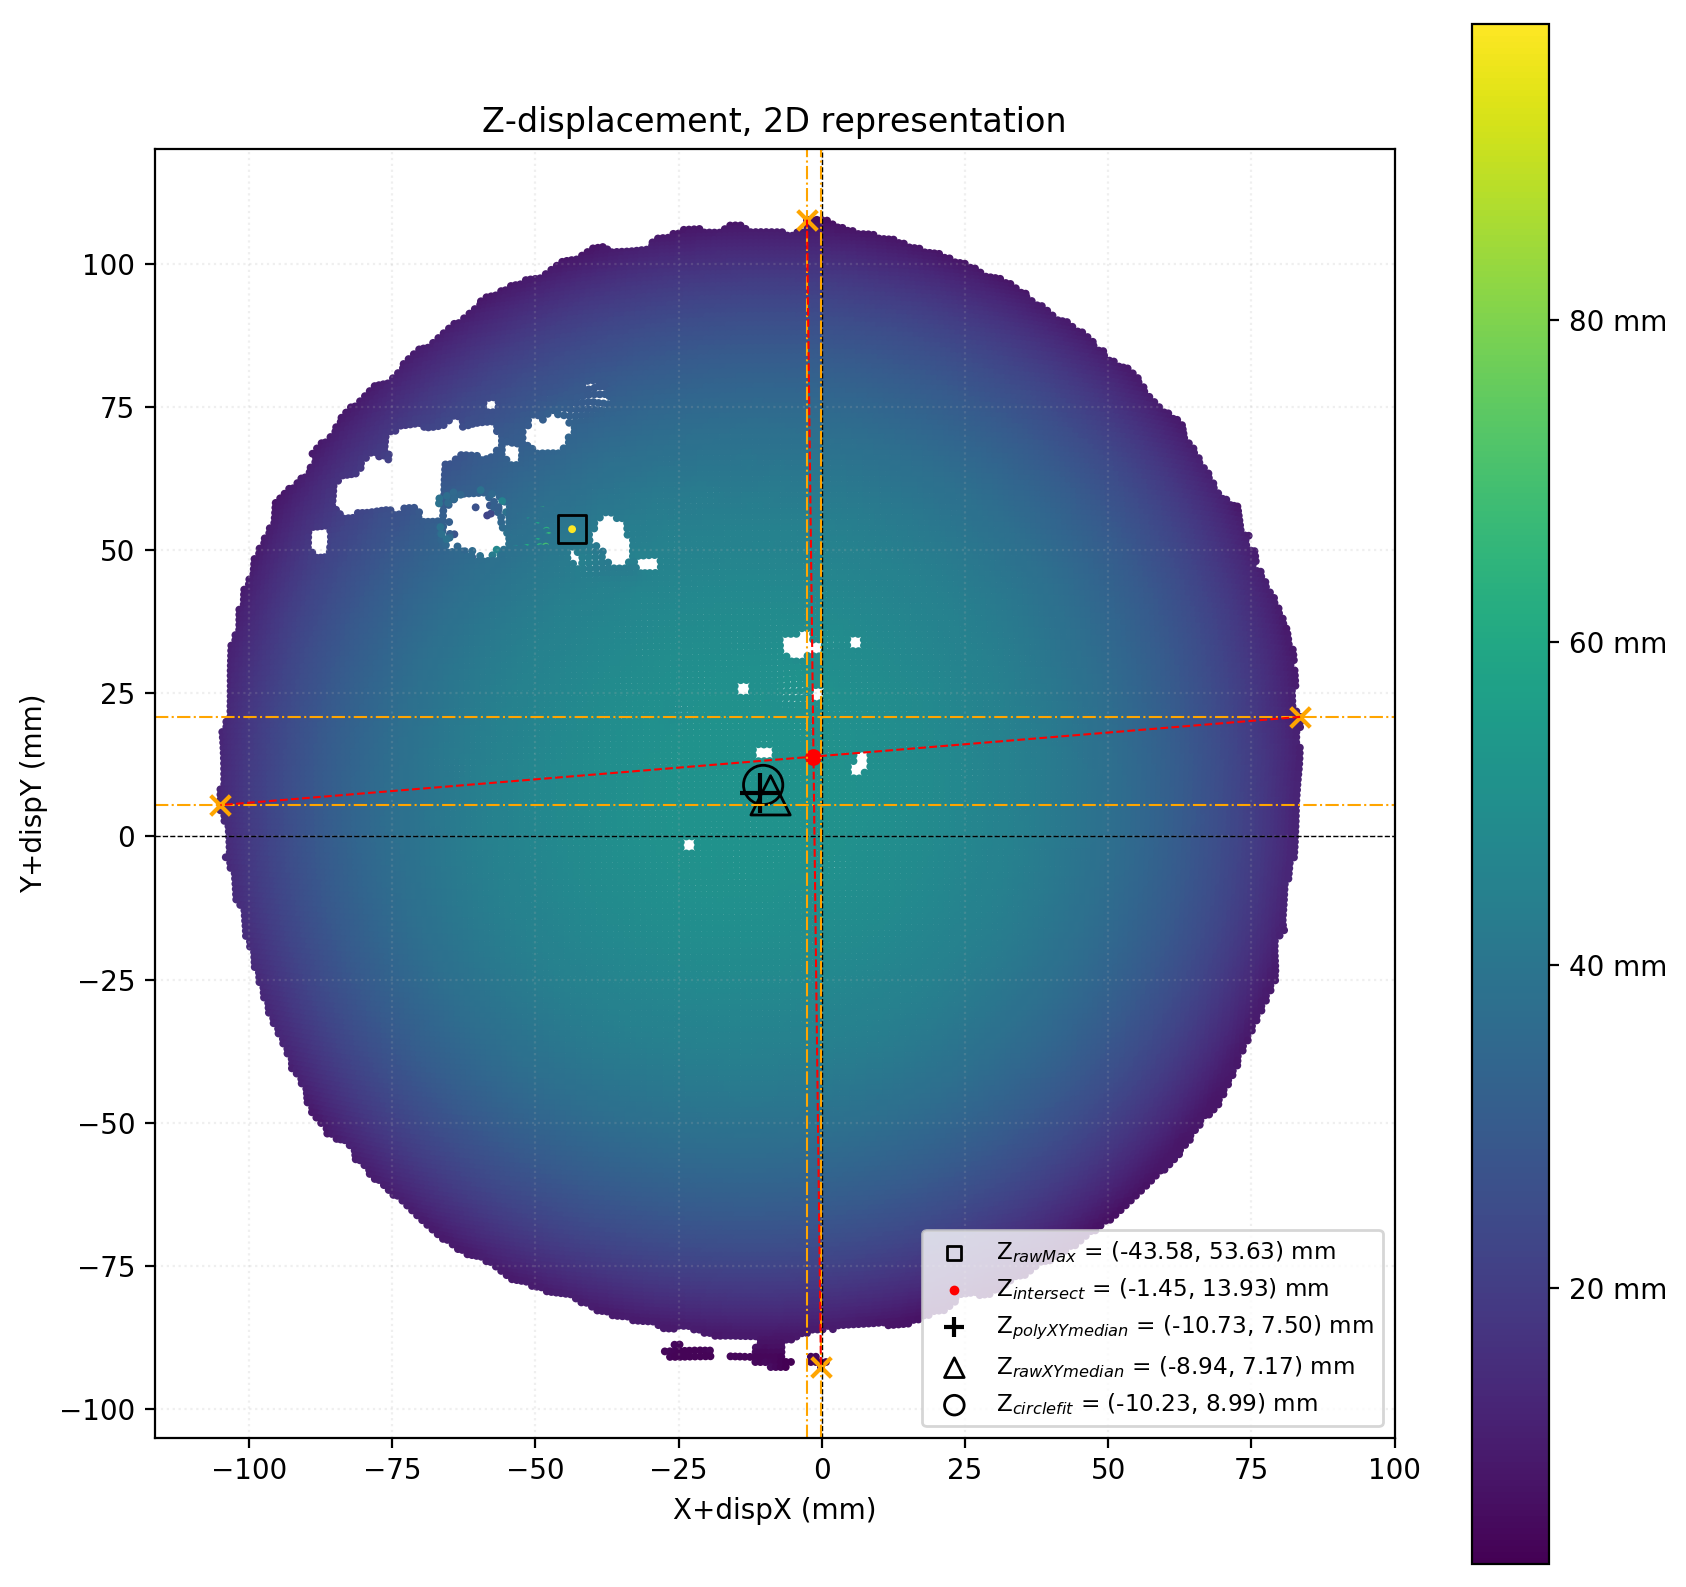 Z-displacement, 2D representation
80 mm
60 mm
40 mm
20 mm
Y+dispY (mm)
100
75
50
25
0
−25
−50
−75
−100
Z_rawMax = (-43.58, 53.63) mm
Z_intersect = (-1.45, 13.93) mm
Z_polyXYmedian = (-10.73, 7.50) mm
Z_rawXYmedian = (-8.94, 7.17) mm
Z_circlefit = (-10.23, 8.99) mm
−100 −75 −50 −25 0 25 50 75 100
X+dispX (mm)